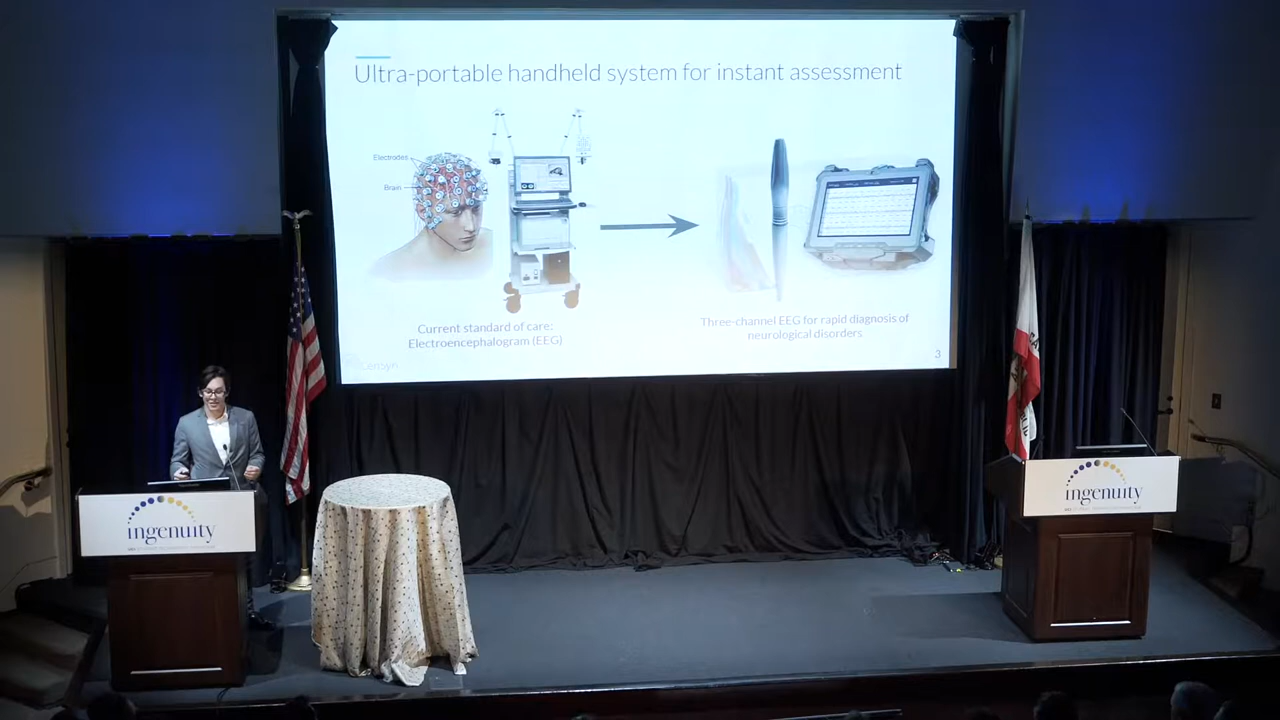 Ultra-portable handheld system for instant assessment
Electrodes
Brain
Current standard of care:
Electroencephalogram (EEG)
Three-channel EEG for rapid diagnosis of
neurological disorders
Cerisyn
3
ingenuity
ingenuity